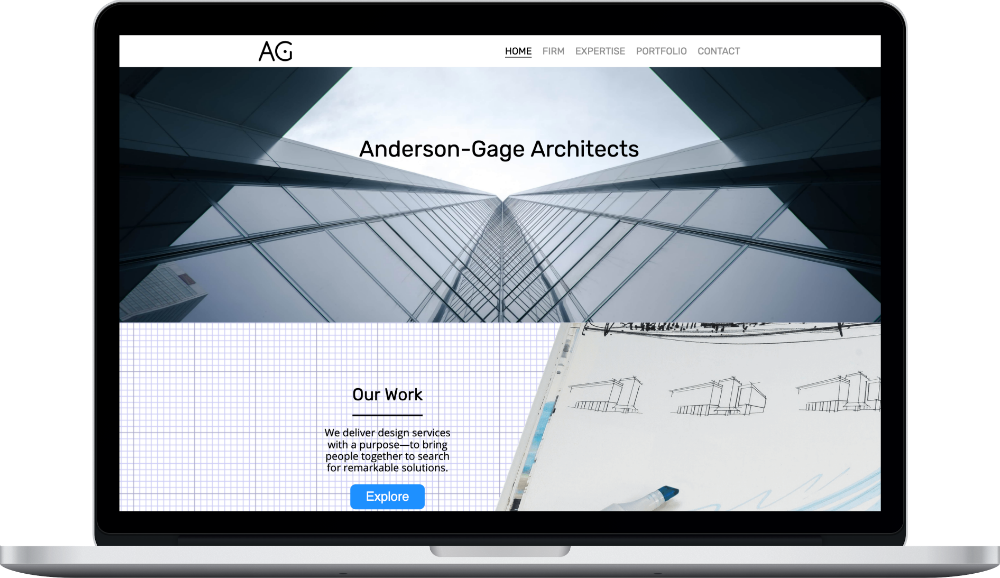 AG
HOME FIRM EXPERTISE PORTFOLIO CONTACT
Anderson-Gage Architects
Our Work
We deliver design services
with a purpose—to bring
people together to search
for remarkable solutions.
Explore